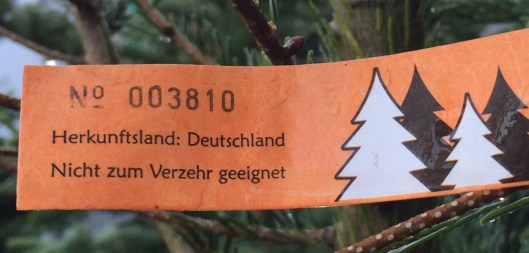 Nº 003810
Herkunftsland: Deutschland
Nicht zum Verzehr geeignet